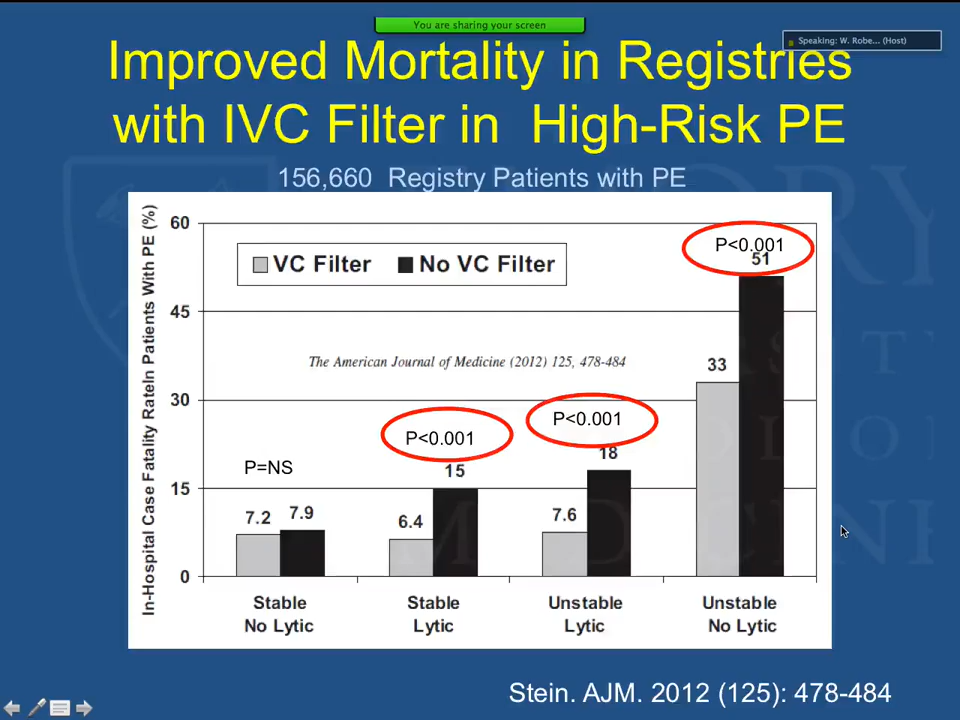 You are sharing your screen
Speaking: W. Robe... (Host)
Improved Mortality in Registries
with IVC Filter in High-Risk PE
156,660 Registry Patients with PE
In-Hospital Case Fatality RateIn Patients With PE (%)
60
45
30
15
0
VC Filter
No VC Filter
The American Journal of Medicine (2012) 125, 478-484
P=NS
7.2
7.9
P<0.001
6.4
15
P<0.001
7.6
18
P<0.001
33
51
Stable
No Lytic
Stable
Lytic
Unstable
Lytic
Unstable
No Lytic
Stein. AJM. 2012 (125): 478-484